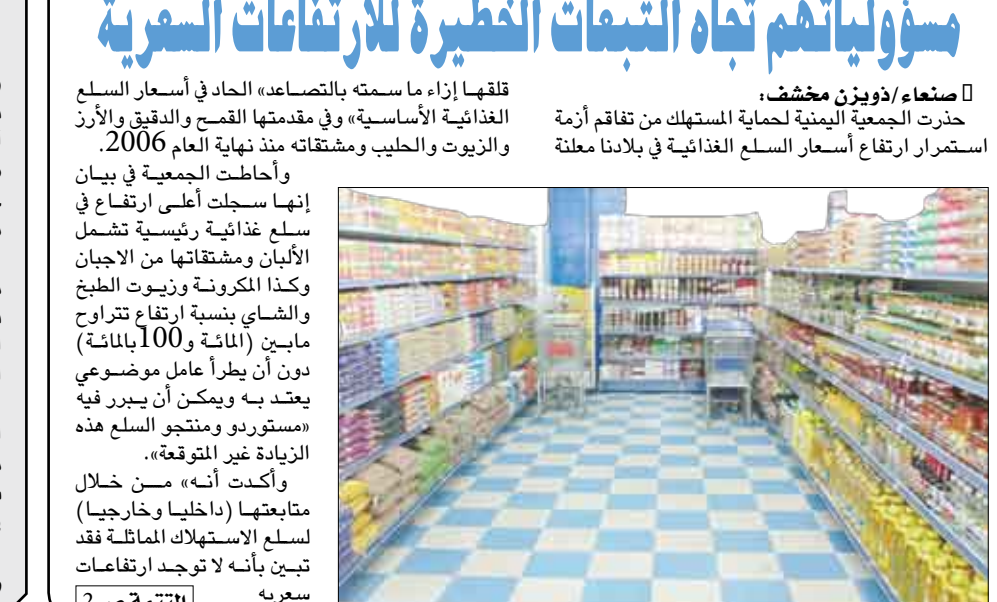 مسؤولياتهم تجاه التبعات الخطيرة للارتفاعات السعرية
صنعاء /ذويزن مخشف:
حذرت الجمعية اليمنية لحماية المستهلك من تفاقم أزمة
استمرار ارتفاع أسعار السلع الغذائية في بلادنا معلنة
قلقها إزاء ما سمته بالتصاعد» الحاد في أسعار السلع
الغذائية الأساسية» وفي مقدمتها القمح والدقيق والأرز
والزيوت والحليب ومشتقاته منذ نهاية العام 2006.
وأحاطت الجمعية في بيان
إنها سجلت أعلى ارتفاع في
سلع غذائية رئيسية تشمل
الألبان ومشتقاتها من الاجبان
وكذا المكرونة وزيوت الطبخ
والشاي بنسبة ارتفاع تتراوح
مابين (المائة و100بالمائة)
دون أن يطرأ عامل موضوعي
يعتد به ويمكن أن يبرر فيه
«مستوردو ومنتجو السلع هذه
الزيادة غير المتوقعة».
وأكدت أنه» من خلال
متابعتها (داخليا وخارجيا)
لسلع الاستهلاك المماثلة فقد
تبين بأنه لا توجد ارتفاعات
سعريه
التتمة ص 2